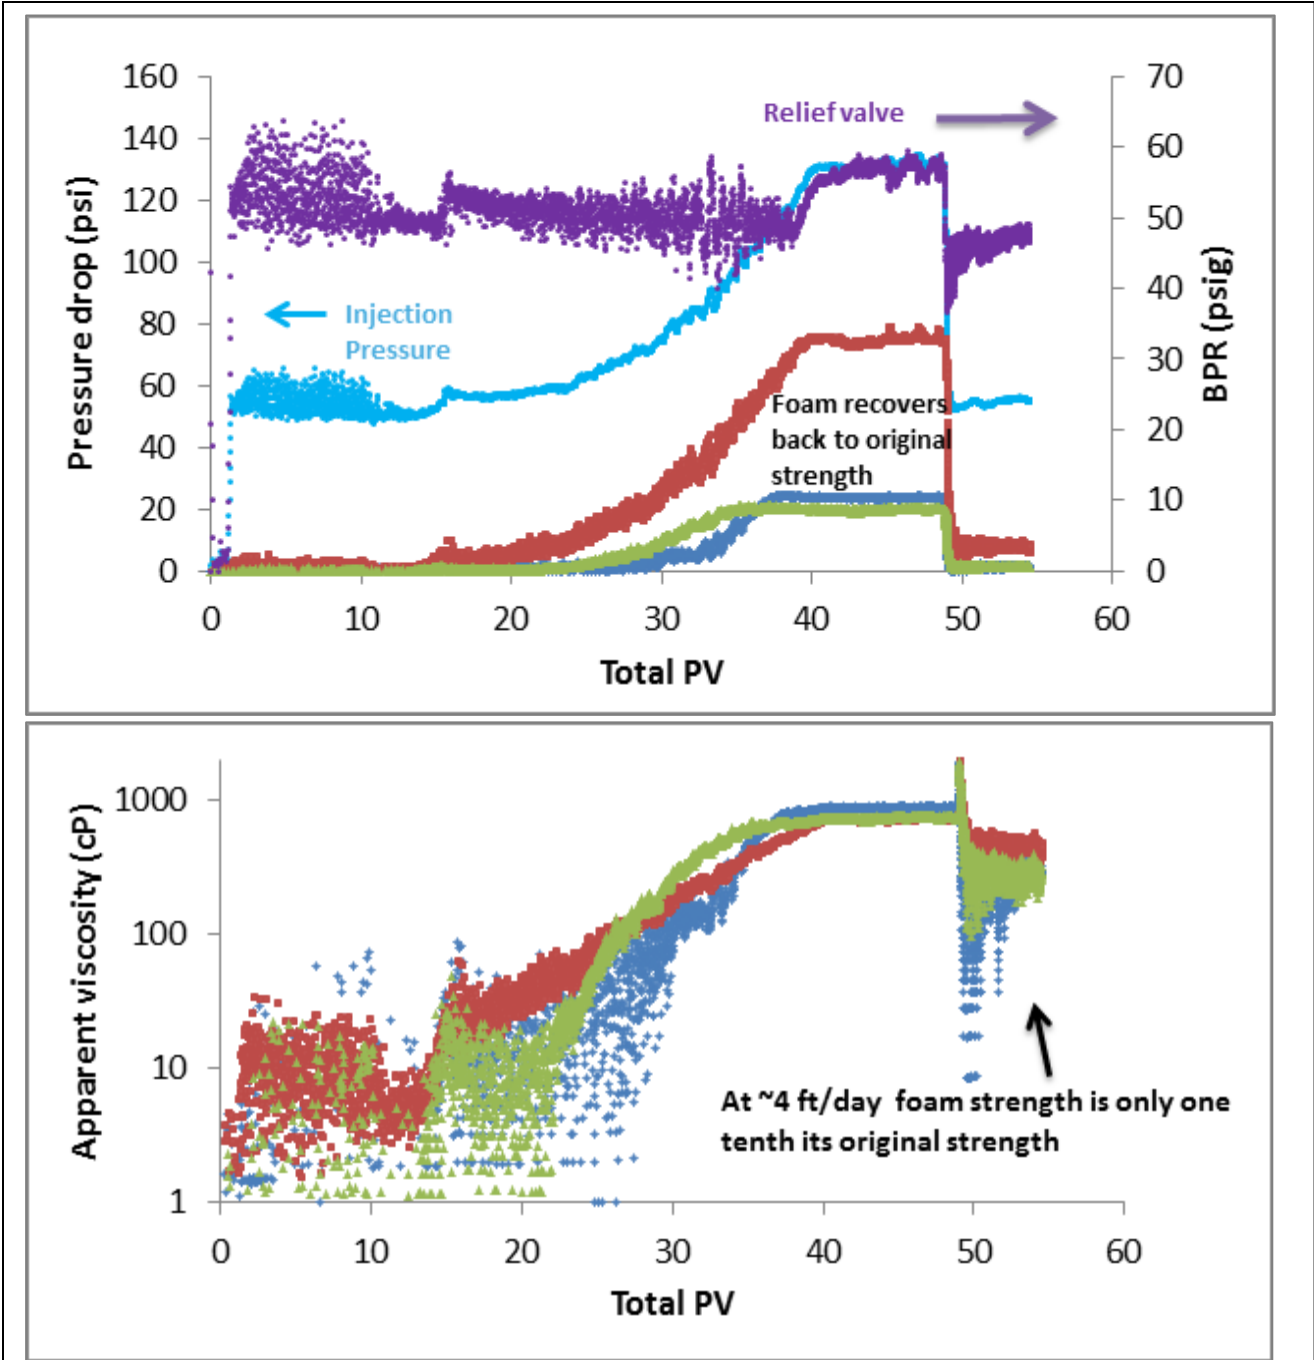 160
140
120
100
80
60
40
20
0
Pressure drop (psi)
70
60
50
40
30
20
10
0
BPR (psig)
Relief valve
Injection
Pressure
Foam recovers
back to original
strength
0 10 20 30 40 50 60
Total PV
1000
100
10
1
Apparent viscosity (cP)
At ~4 ft/day foam strength is only one
tenth its original strength
0 10 20 30 40 50 60
Total PV